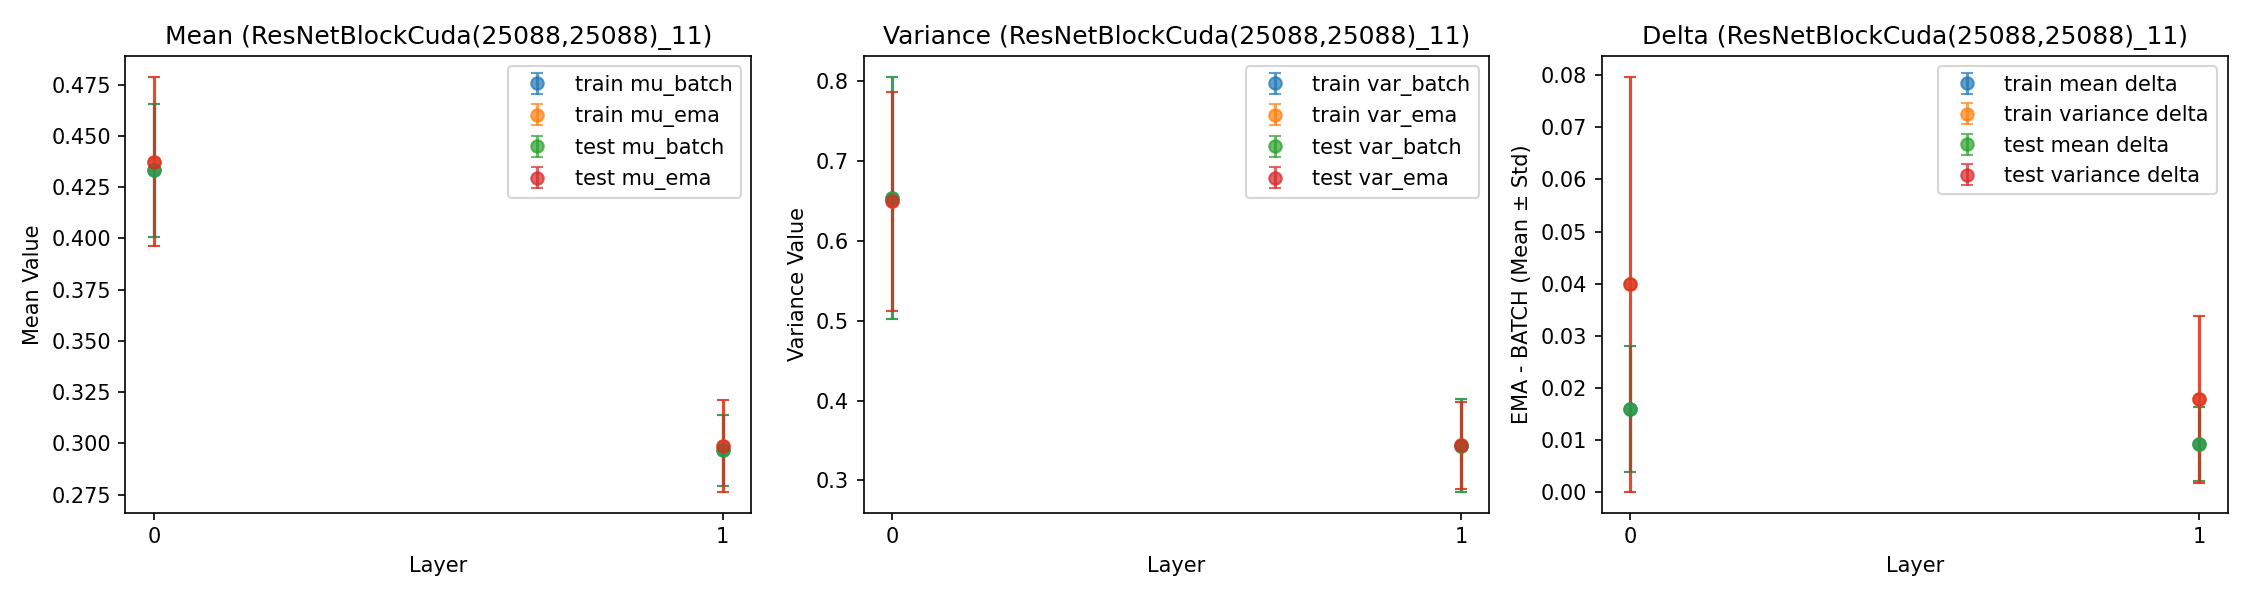 Mean (ResNetBlockCuda(25088,25088)_11)
Mean Value
0.475
0.450
0.425
0.400
0.375
0.350
0.325
0.300
0.275
train mu_batch
train mu_ema
test mu_batch
test mu_ema
0
1
Layer
Variance (ResNetBlockCuda(25088,25088)_11)
Variance Value
0.8
0.7
0.6
0.5
0.4
0.3
train var_batch
train var_ema
test var_batch
test var_ema
0
1
Layer
Delta (ResNetBlockCuda(25088,25088)_11)
EMA - BATCH (Mean ± Std)
0.08
0.07
0.06
0.05
0.04
0.03
0.02
0.01
0.00
train mean delta
train variance delta
test mean delta
test variance delta
0
1
Layer